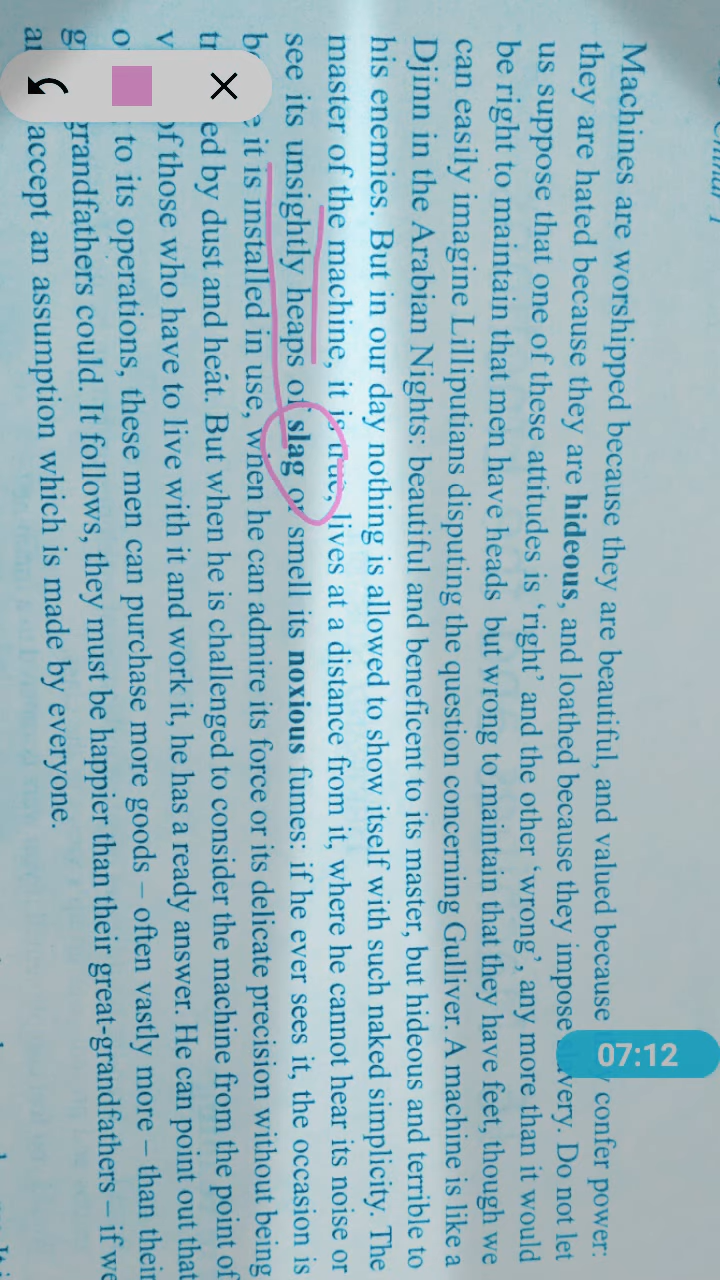 Machines are worshipped because they are beautiful, and valued because confer power:
they are hated because they are hideous, and loathed because they impose slavery. Do not let
us suppose that one of these attitudes is ‘right’ and the other ‘wrong’, any more than it would
be right to maintain that men have heads but wrong to maintain that they have feet, though we
can easily imagine Lilliputians disputing the question concerning Gulliver. A machine is like a
Djinn in the Arabian Nights: beautiful and beneficent to its master, but hideous and terrible to
his enemies. But in our day nothing is allowed to show itself with such naked simplicity. The
master of the machine, it is true, lives at a distance from it, where he cannot hear its noise or
see its unsightly heaps of slag or smell its noxious fumes: if he ever sees it, the occasion is
it is installed in use, when he can admire its force or its delicate precision without being
by dust and heat. But when he is challenged to consider the machine from the point of
of those who have to live with it and work it, he has a ready answer. He can point out that
to its operations, these men can purchase more goods – often vastly more – than their
grandfathers could. It follows, they must be happier than their great-grandfathers – if we
accept an assumption which is made by everyone.
07:12